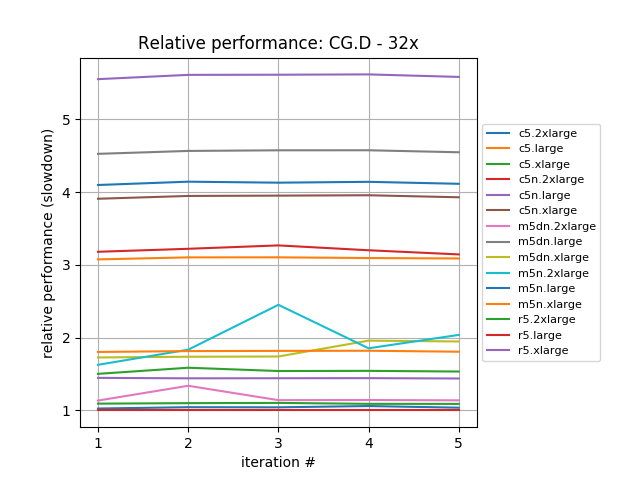 Relative performance: CG.D - 32x
relative performance (slowdown)
5
4
3
2
1
1 2 3 4 5
iteration #
c5.2xlarge
c5.large
c5.xlarge
c5n.2xlarge
c5n.large
c5n.xlarge
m5dn.2xlarge
m5dn.large
m5dn.xlarge
m5n.2xlarge
m5n.large
m5n.xlarge
r5.2xlarge
r5.large
r5.xlarge